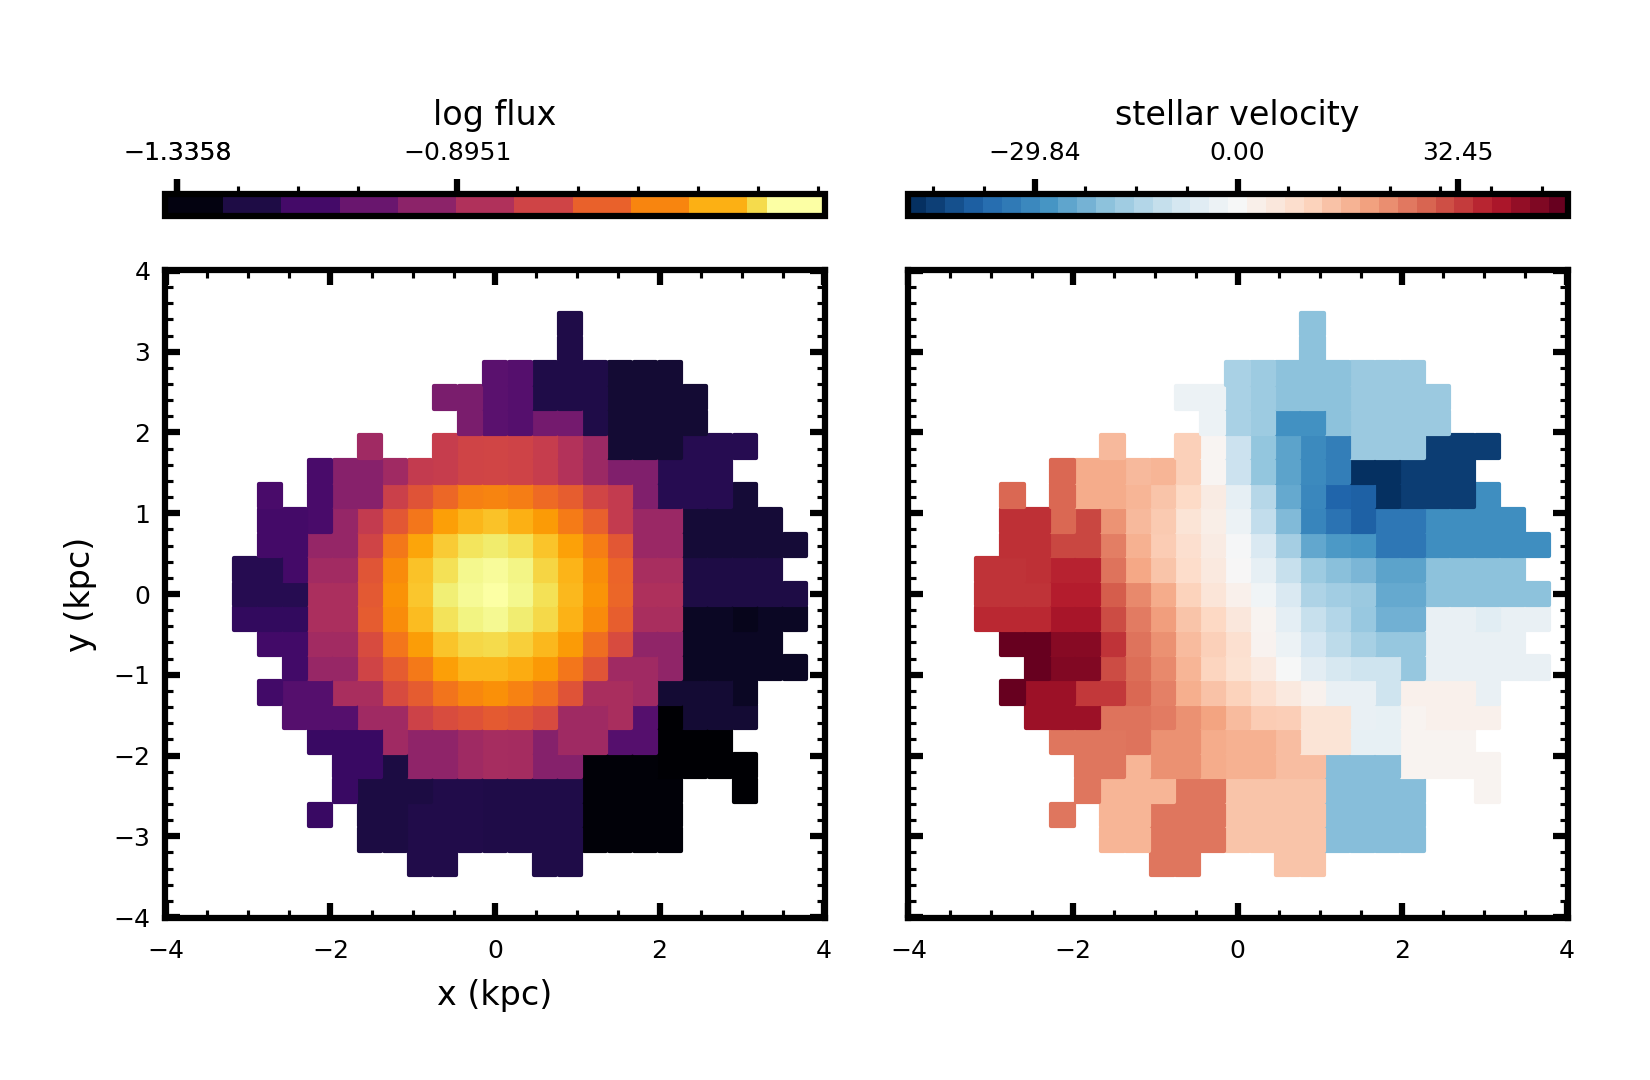 log flux
stellar velocity
−1.3358 −0.8951
−29.84 0.00 32.45
4
3
2
1
0
−1
−2
−3
−4
y (kpc)
−4 −2 0 2 4
−4 −2 0 2 4
x (kpc)